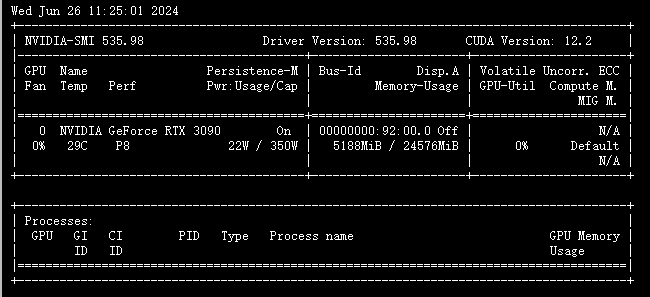 Wed Jun 26 11:25:01 2024
NVIDIA-SMI 535.98 Driver Version: 535.98 CUDA Version: 12.2
GPU Name Persistence-M | Bus-Id Disp.A | Volatile Uncorr. ECC
Fan Temp Perf Pwr:Usage/Cap | Memory-Usage | GPU-Util Compute M.
MIG M.
0 NVIDIA GeForce RTX 3090 On | 00000000:92:00.0 Off | N/A
0% 29C P8 22W / 350W | 5188MiB / 24576MiB | 0% Default
N/A
Processes:
GPU GI CI PID Type Process name GPU Memory
ID ID Usage